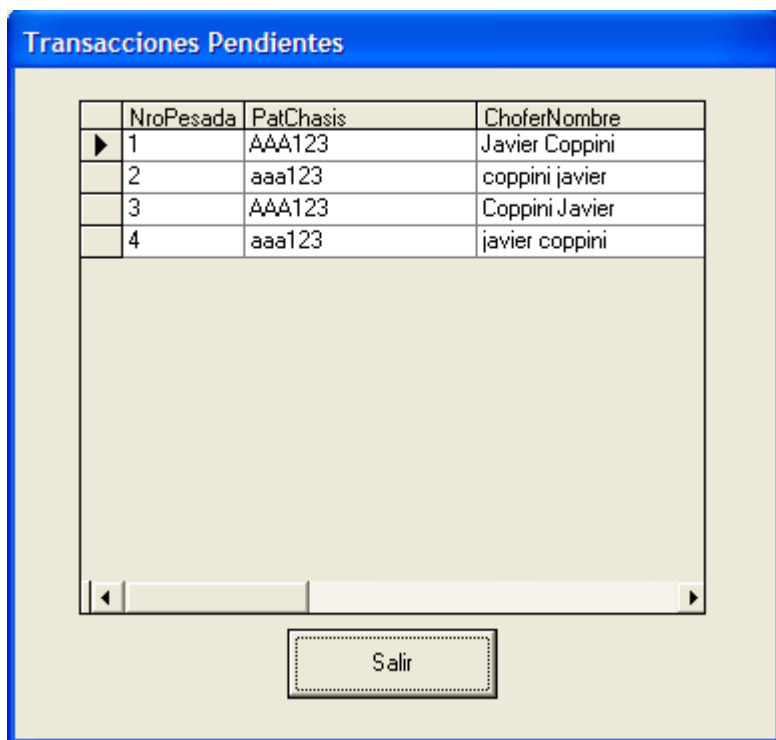 Transacciones Pendientes
NroPesada PatChasis ChoferNombre
1 AAA123 Javier Coppini
2 aaa123 coppini javier
3 AAA123 Coppini Javier
4 aaa123 javier coppini
Salir